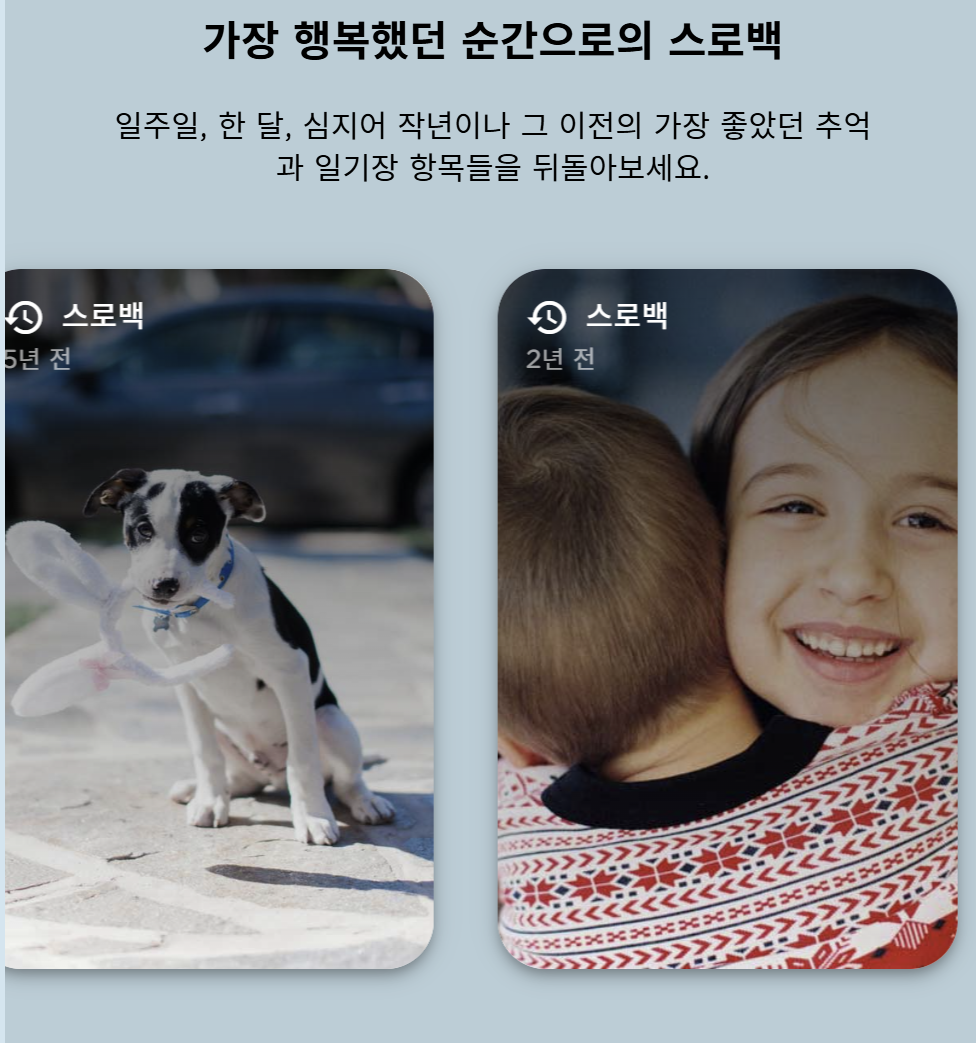 가장 행복했던 순간으로의 스로백
일주일, 한 달, 심지어 작년이나 그 이전의 가장 좋았던 추억
과 일기장 항목들을 뒤돌아보세요.
스로백
5년 전
스로백
2년 전